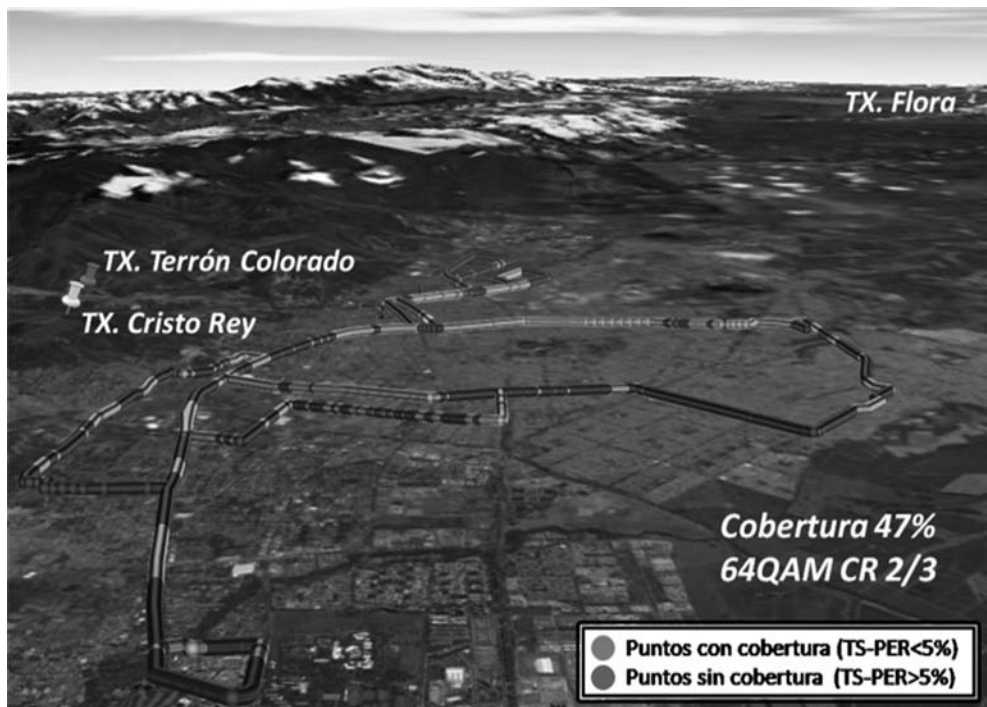 TX. Flora
TX. Terrón Colorado
TX. Cristo Rey
Cobertura 47%
64QAM CR 2/3
Puntos con cobertura (TS-PER<5%)
Puntos sin cobertura (TS-PER>5%)